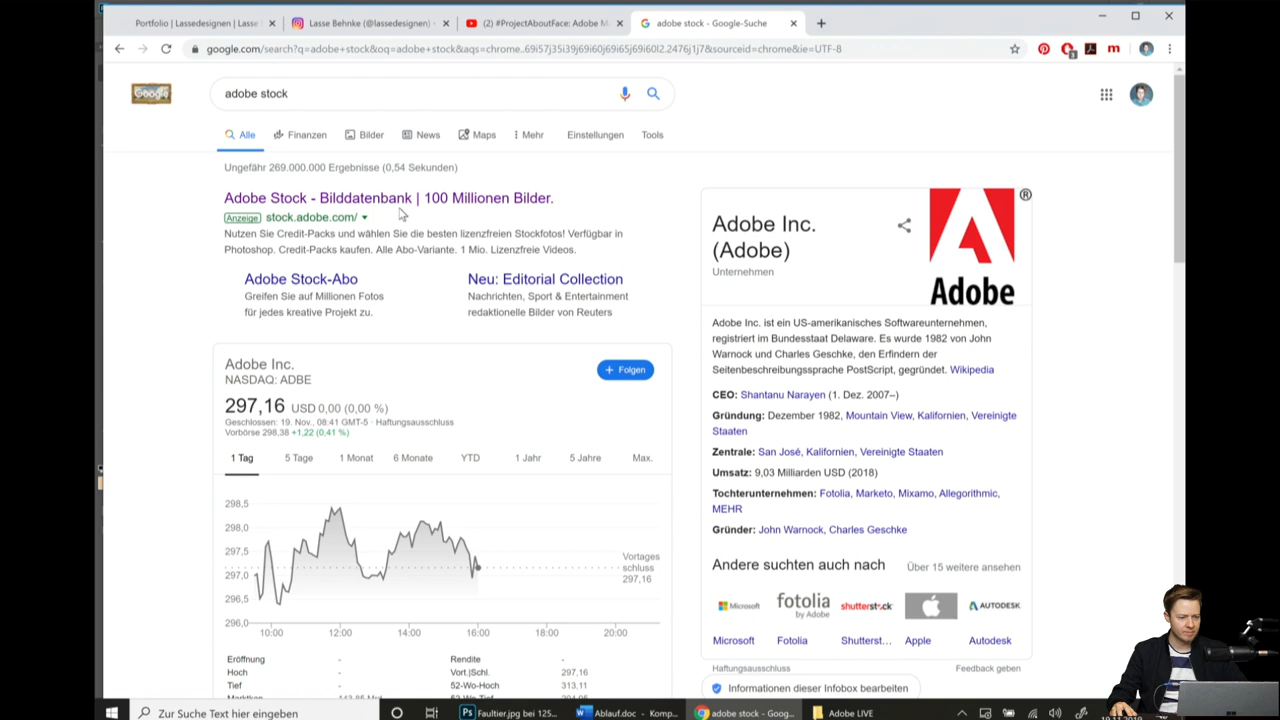 Portfolio | Lassedesignen | Lasse
Lasse Behnke (@lassedesignen)
(2) #ProjectAboutFace: Adobe M
adobe stock - Google-Suche
google.com/search?q=adobe+stock&oq=adobe+stock&aqs=chrome..69i57j35i39j69i60j69i65j69i60l2.2476j1j7&sourceid=chrome&ie=UTF-8
Google
adobe stock
Alle
Finanzen
Bilder
News
Maps
Mehr
Einstellungen
Tools
Ungefähr 269.000.000 Ergebnisse (0,54 Sekunden)
Adobe Stock - Bilddatenbank | 100 Millionen Bilder.
Anzeige stock.adobe.com/
Nutzen Sie Credit-Packs und wählen Sie die besten lizenzfreien Stockfotos! Verfügbar in
Photoshop. Credit-Packs kaufen. Alle Abo-Variante. 1 Mio. Lizenzfreie Videos.
Adobe Stock-Abo
Greifen Sie auf Millionen Fotos
für jedes kreative Projekt zu.
Neu: Editorial Collection
Nachrichten, Sport & Entertainment
redaktionelle Bilder von Reuters
Adobe Inc.
NASDAQ: ADBE
Folgen
297,16 USD 0,00 (0,00 %)
Geschlossen: 19. Nov., 08:41 GMT-5 · Haftungsausschluss
Vorbörse 298,38 +1,22 (0,41 %)
1 Tag
5 Tage
1 Monat
6 Monate
YTD
1 Jahr
5 Jahre
Max.
298,5
298,0
297,5
297,0
296,5
296,0
Vortages
schluss
297,16
10:00
12:00
14:00
16:00
18:00
20:00
Eröffnung -
Hoch -
Tief -
Rendite -
Vort.|Schl. 297,16
52-Wo-Hoch 313,11
Adobe Inc.
(Adobe)
Unternehmen
Adobe
®
Adobe Inc. ist ein US-amerikanisches Softwareunternehmen,
registriert im Bundesstaat Delaware. Es wurde 1982 von John
Warnock und Charles Geschke, den Erfindern der
Seitenbeschreibungssprache PostScript, gegründet. Wikipedia
CEO: Shantanu Narayen (1. Dez. 2007–)
Gründung: Dezember 1982, Mountain View, Kalifornien, Vereinigte
Staaten
Zentrale: San José, Kalifornien, Vereinigte Staaten
Umsatz: 9,03 Milliarden USD (2018)
Tochterunternehmen: Fotolia, Marketo, Mixamo, Allegorithmic,
MEHR
Gründer: John Warnock, Charles Geschke
Andere suchten auch nach
Über 15 weitere ansehen
Microsoft
fotolia
by Adobe
shutterstock
AUTODESK
Microsoft
Fotolia
Shutterst…
Apple
Autodesk
Haftungsausschluss
Feedback geben
Informationen dieser Infobox bearbeiten
Zur Suche Text hier eingeben
Faultier.jpg bei 125...
Ablauf.doc - Komp...
adobe stock - Goog...
Adobe LIVE